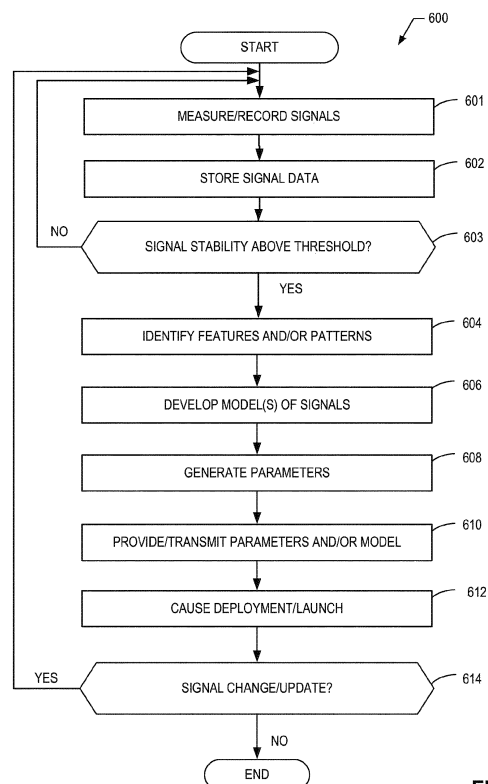 600
START
MEASURE/RECORD SIGNALS
601
STORE SIGNAL DATA
602
NO
SIGNAL STABILITY ABOVE THRESHOLD?
603
YES
IDENTIFY FEATURES AND/OR PATTERNS
604
DEVELOP MODEL(S) OF SIGNALS
606
GENERATE PARAMETERS
608
PROVIDE/TRANSMIT PARAMETERS AND/OR MODEL
610
CAUSE DEPLOYMENT/LAUNCH
612
YES
SIGNAL CHANGE/UPDATE?
614
NO
END